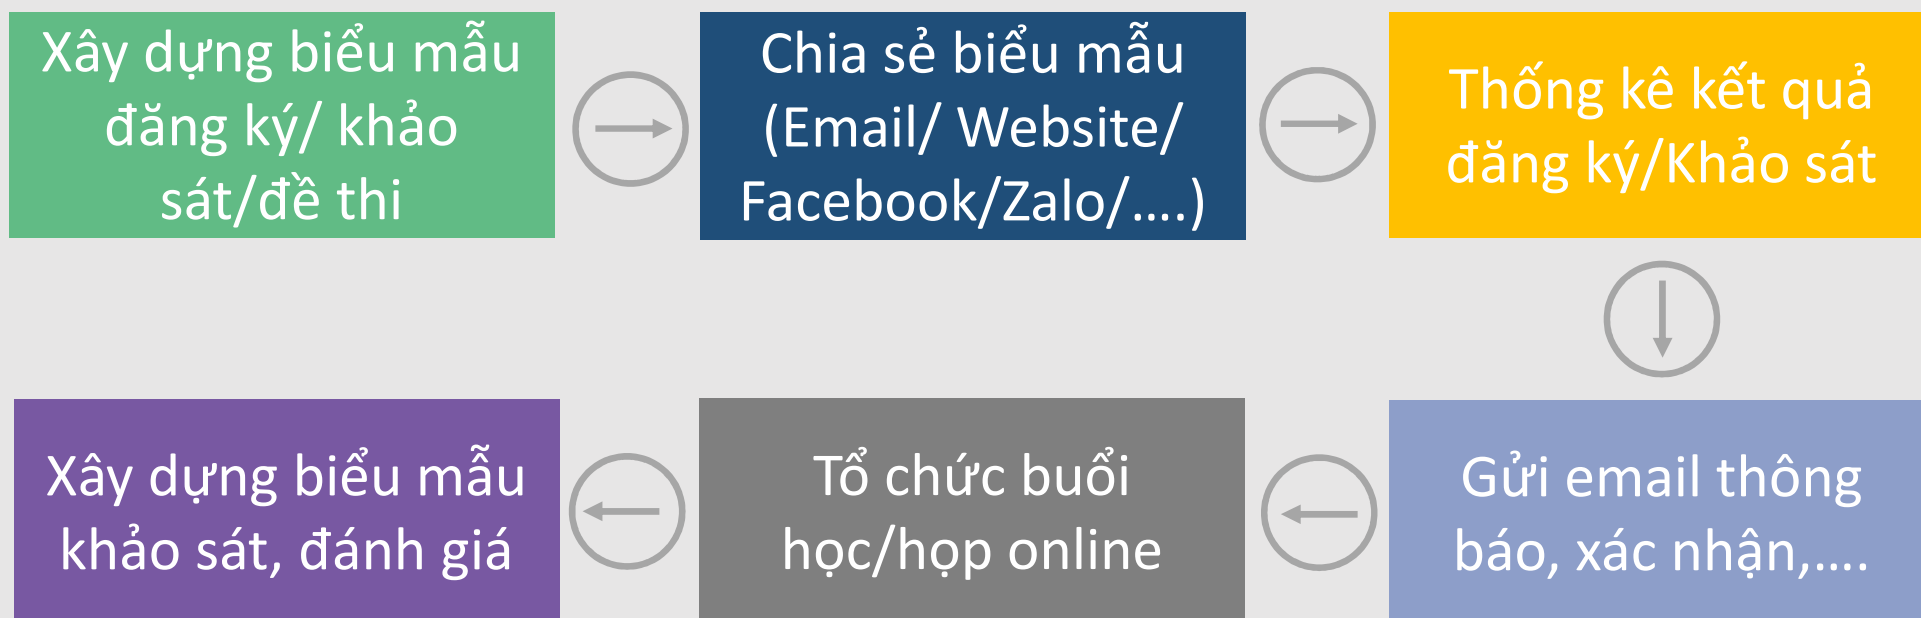 Xây dựng biểu mẫu
đăng ký/ khảo
sát/đề thi
Chia sẻ biểu mẫu
(Email/ Website/
Facebook/Zalo/....)
Thống kê kết quả
đăng ký/Khảo sát
Gửi email thông
báo, xác nhận,....
Tổ chức buổi
học/họp online
Xây dựng biểu mẫu
khảo sát, đánh giá